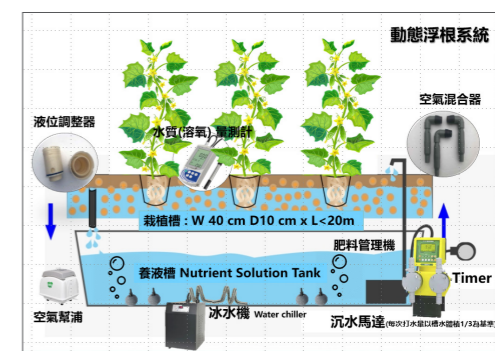 動態浮根系統
空氣混合器
液位調整器
水質(溶氧) 量測計
栽植槽 : W 40 cm D10 cm x L<20m
肥料管理機
養液槽 Nutrient Solution Tank
Timer
空氣幫浦
冰水機 Water chiller
沉水馬達(每次打水量以槽水體積1/3為基準)